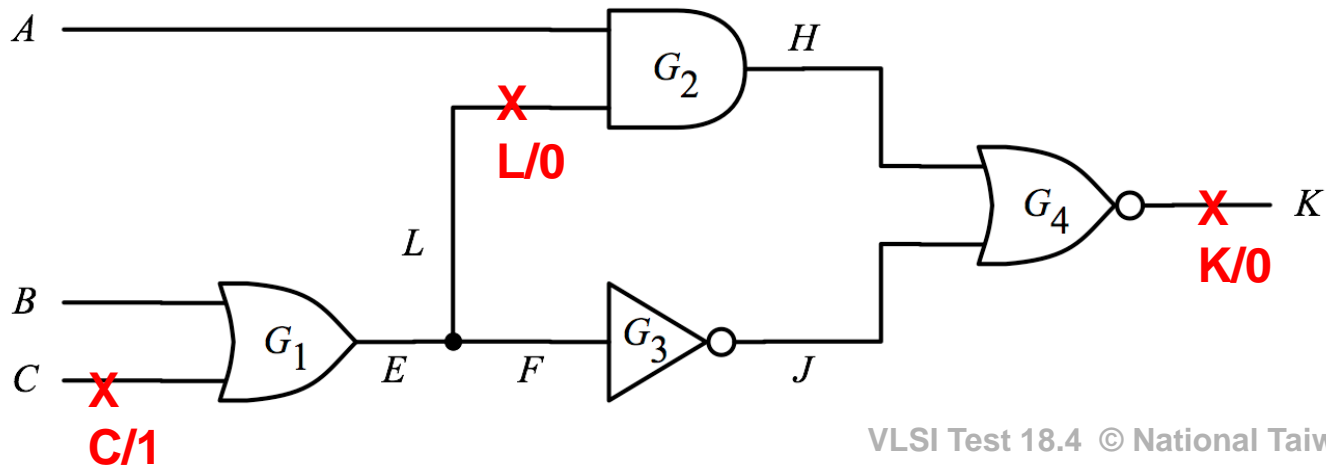 A
H
G2
X
L/0
G4
X
K
K/0
L
B
G1
G3
C
X
E
F
J
C/1
VLSI Test 18.4 © National Taiw